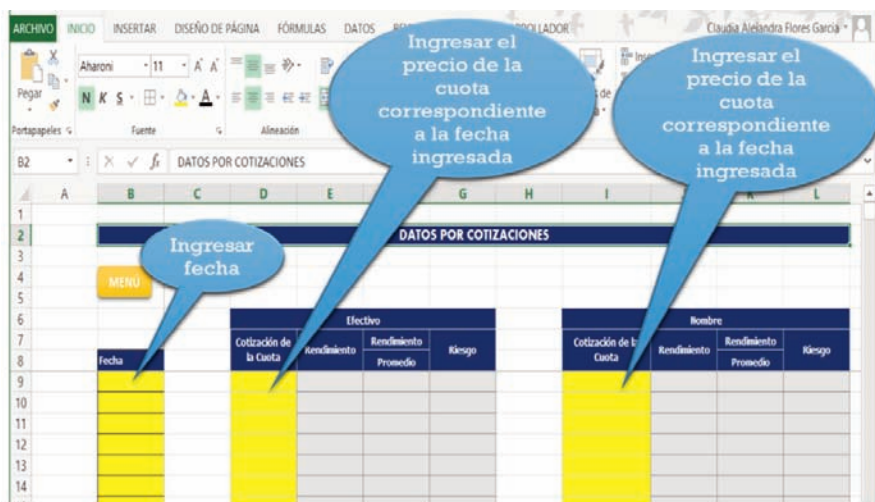 ARCHIVO INICIO INSERTAR DISEÑO DE PÁGINA FÓRMULAS DATOS
Claudia Alejandra Flores Garcia
Pegar
Aharoni 11
N K S
Portapapeles Fuente Alineación
B2 fx DATOS POR COTIZACIONES
A B C D E G H I L
1
2 DATOS POR COTIZACIONES
3
4 MENÚ
5
6 Efectivo Nombre
7 Cotización de la Cuota Rendimiento Rendimiento Riesgo Cotización de la Cuota Rendimiento Rendimiento Riesgo
8 Fecha Promedio Promedio
9
10
11
12
13
14
Ingresar
fecha
Ingresar el
precio de la
cuota
correspondiente
a la fecha
ingresada
Ingresar el
precio de la
cuota
correspondiente
a la fecha
ingresada